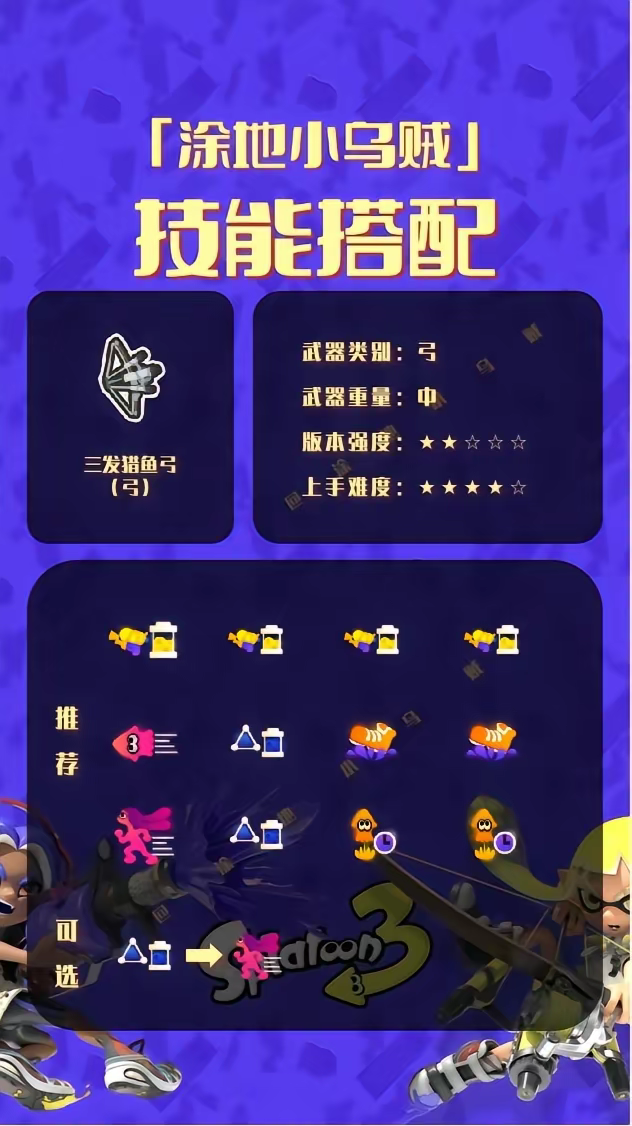 「涂地小乌贼」
技能搭配
三发猎鱼弓
(弓)
武器类别：弓
武器重量：中
版本强度：★★☆☆☆
上手难度：★★★★☆
推
荐
可
选
Splatoon 3